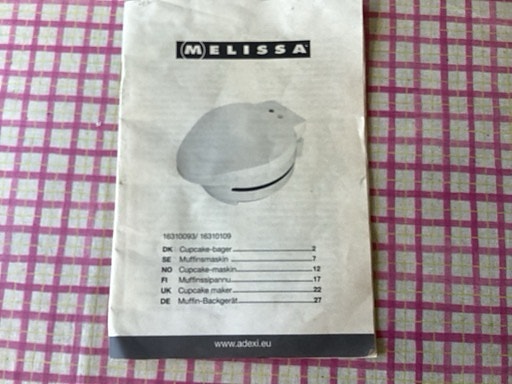 MELISSA
16310093/ 16310109
DK Cupcake-bager 2
SE Muffinsmaskin 7
NO Cupcake-maskin 12
FI Muffinssipannu 17
UK Cupcake maker 22
DE Muffin-Backgerät 27
www.adexi.eu